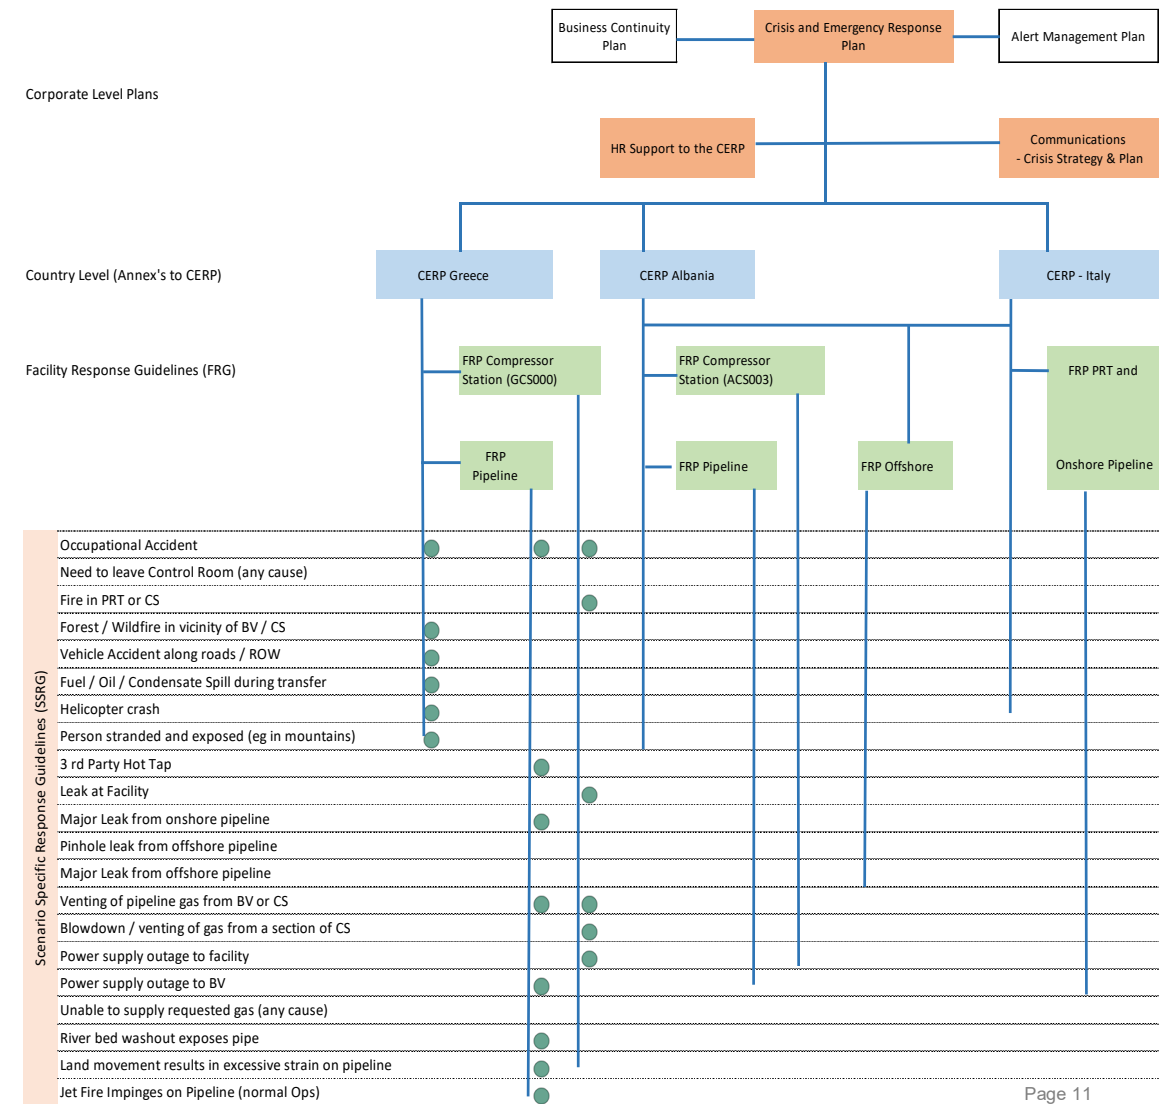 Business Continuity
Plan
Crisis and Emergency Response
Plan
Alert Management Plan
Corporate Level Plans
HR Support to the CERP
Communications
- Crisis Strategy & Plan
Country Level (Annex's to CERP)
CERP Greece
CERP Albania
CERP - Italy
Facility Response Guidelines (FRG)
FRP Compressor
Station (GCS000)
FRP Compressor
Station (ACS003)
FRP PRT and
FRP
Pipeline
FRP Pipeline
FRP Offshore
Onshore Pipeline
Scenario Specific Response Guidelines (SSRG)
Occupational Accident
Need to leave Control Room (any cause)
Fire in PRT or CS
Forest / Wildfire in vicinity of BV / CS
Vehicle Accident along roads / ROW
Fuel / Oil / Condensate Spill during transfer
Helicopter crash
Person stranded and exposed (eg in mountains)
3 rd Party Hot Tap
Leak at Facility
Major Leak from onshore pipeline
Pinhole leak from offshore pipeline
Major Leak from offshore pipeline
Venting of pipeline gas from BV or CS
Blowdown / venting of gas from a section of CS
Power supply outage to facility
Power supply outage to BV
Unable to supply requested gas (any cause)
River bed washout exposes pipe
Land movement results in excessive strain on pipeline
Jet Fire Impinges on Pipeline (normal Ops)
Page 11